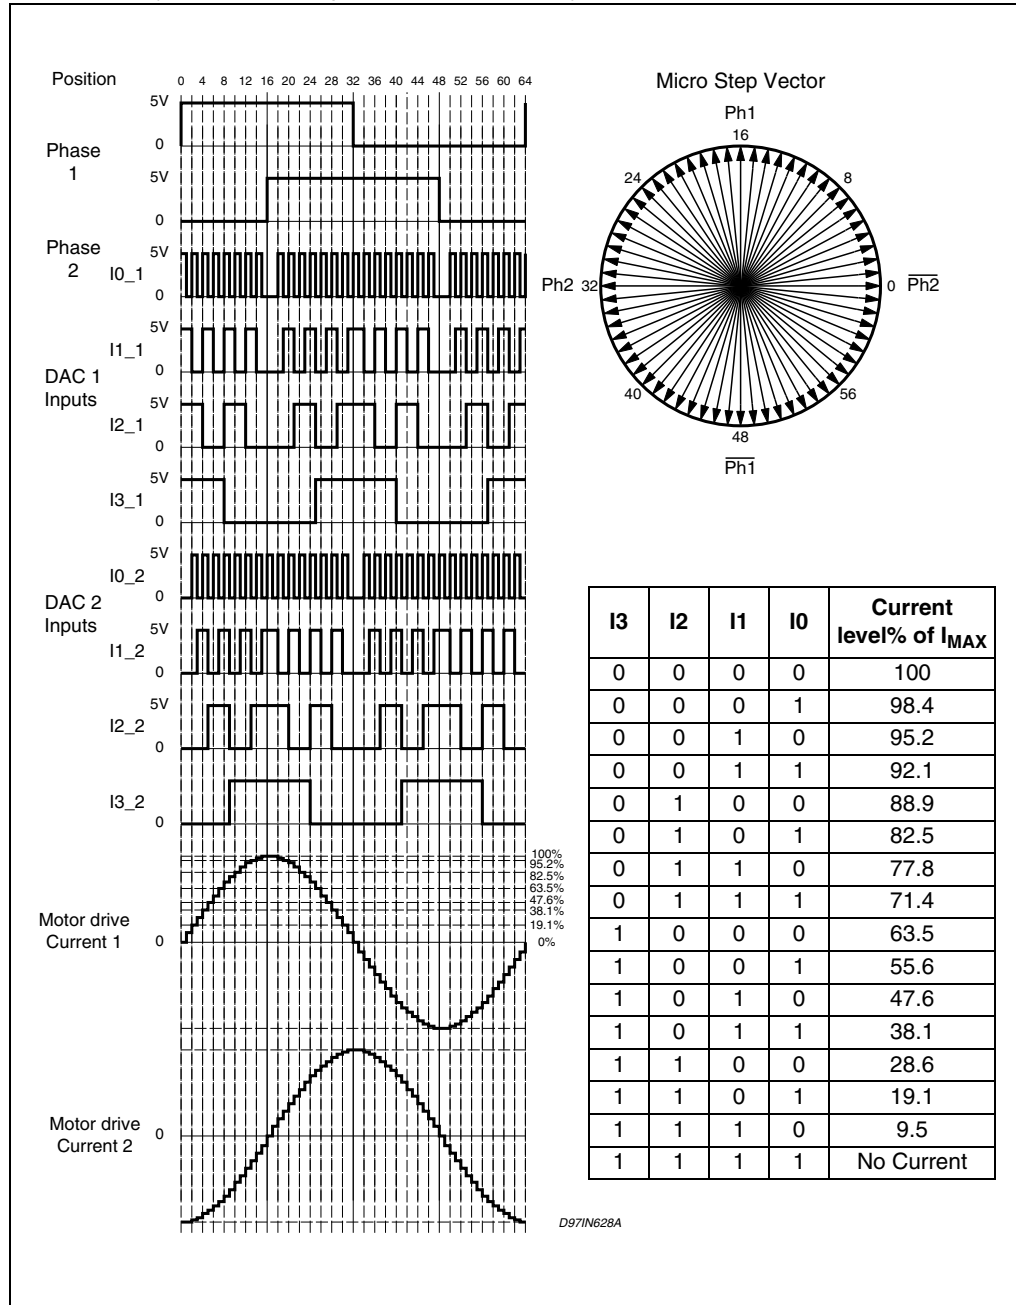 Position
0 4 8 12 16 20 24 28 32 36 40 44 48 52 56 60 64
5V
0
Phase
1
5V
0
Phase
2
I0_1
5V
0
I1_1
5V
0
DAC 1
Inputs
I2_1
5V
0
I3_1
5V
0
I0_2
5V
0
DAC 2
Inputs
I1_2
5V
0
I2_2
5V
0
I3_2
0
Motor drive
Current 1
0
100%
95.2%
82.5%
63.5%
47.6%
38.1%
19.1%
0%
Motor drive
Current 2
0
D97IN628A
Micro Step Vector
Ph1
16
24
8
Ph2 32
0 P̅h̅2̅
40
56
48
P̅h̅1̅
I3 I2 I1 I0 Current level% of IMAX
0 0 0 0 100
0 0 0 1 98.4
0 0 1 0 95.2
0 0 1 1 92.1
0 1 0 0 88.9
0 1 0 1 82.5
0 1 1 0 77.8
0 1 1 1 71.4
1 0 0 0 63.5
1 0 0 1 55.6
1 0 1 0 47.6
1 0 1 1 38.1
1 1 0 0 28.6
1 1 0 1 19.1
1 1 1 0 9.5
1 1 1 1 No Current